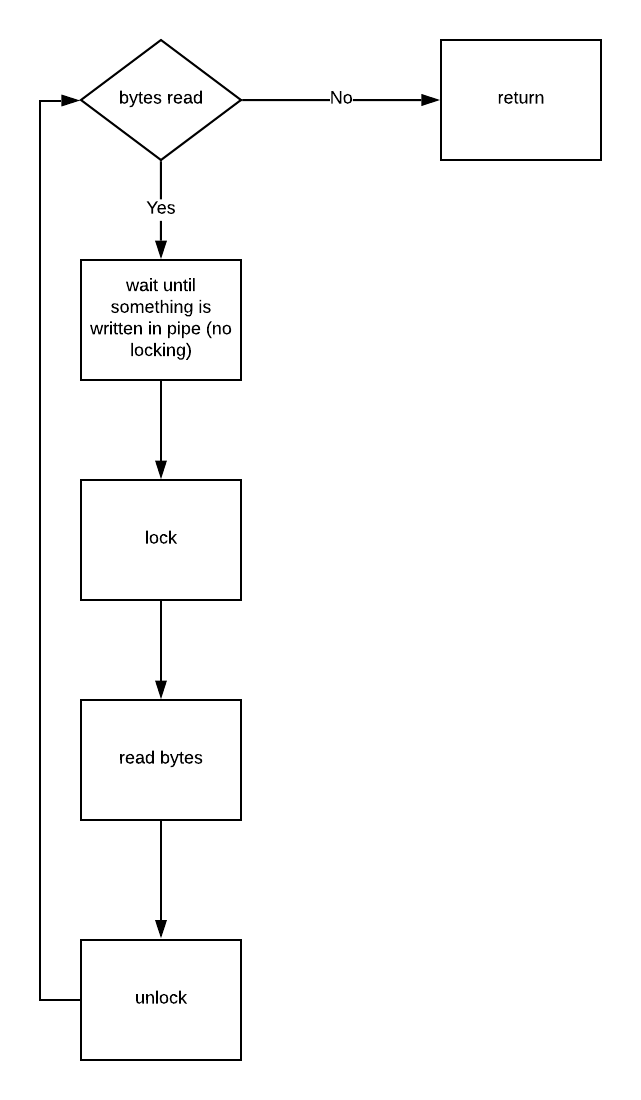 bytes read
No
return
Yes
wait until
something is
written in pipe (no
locking)
lock
read bytes
unlock